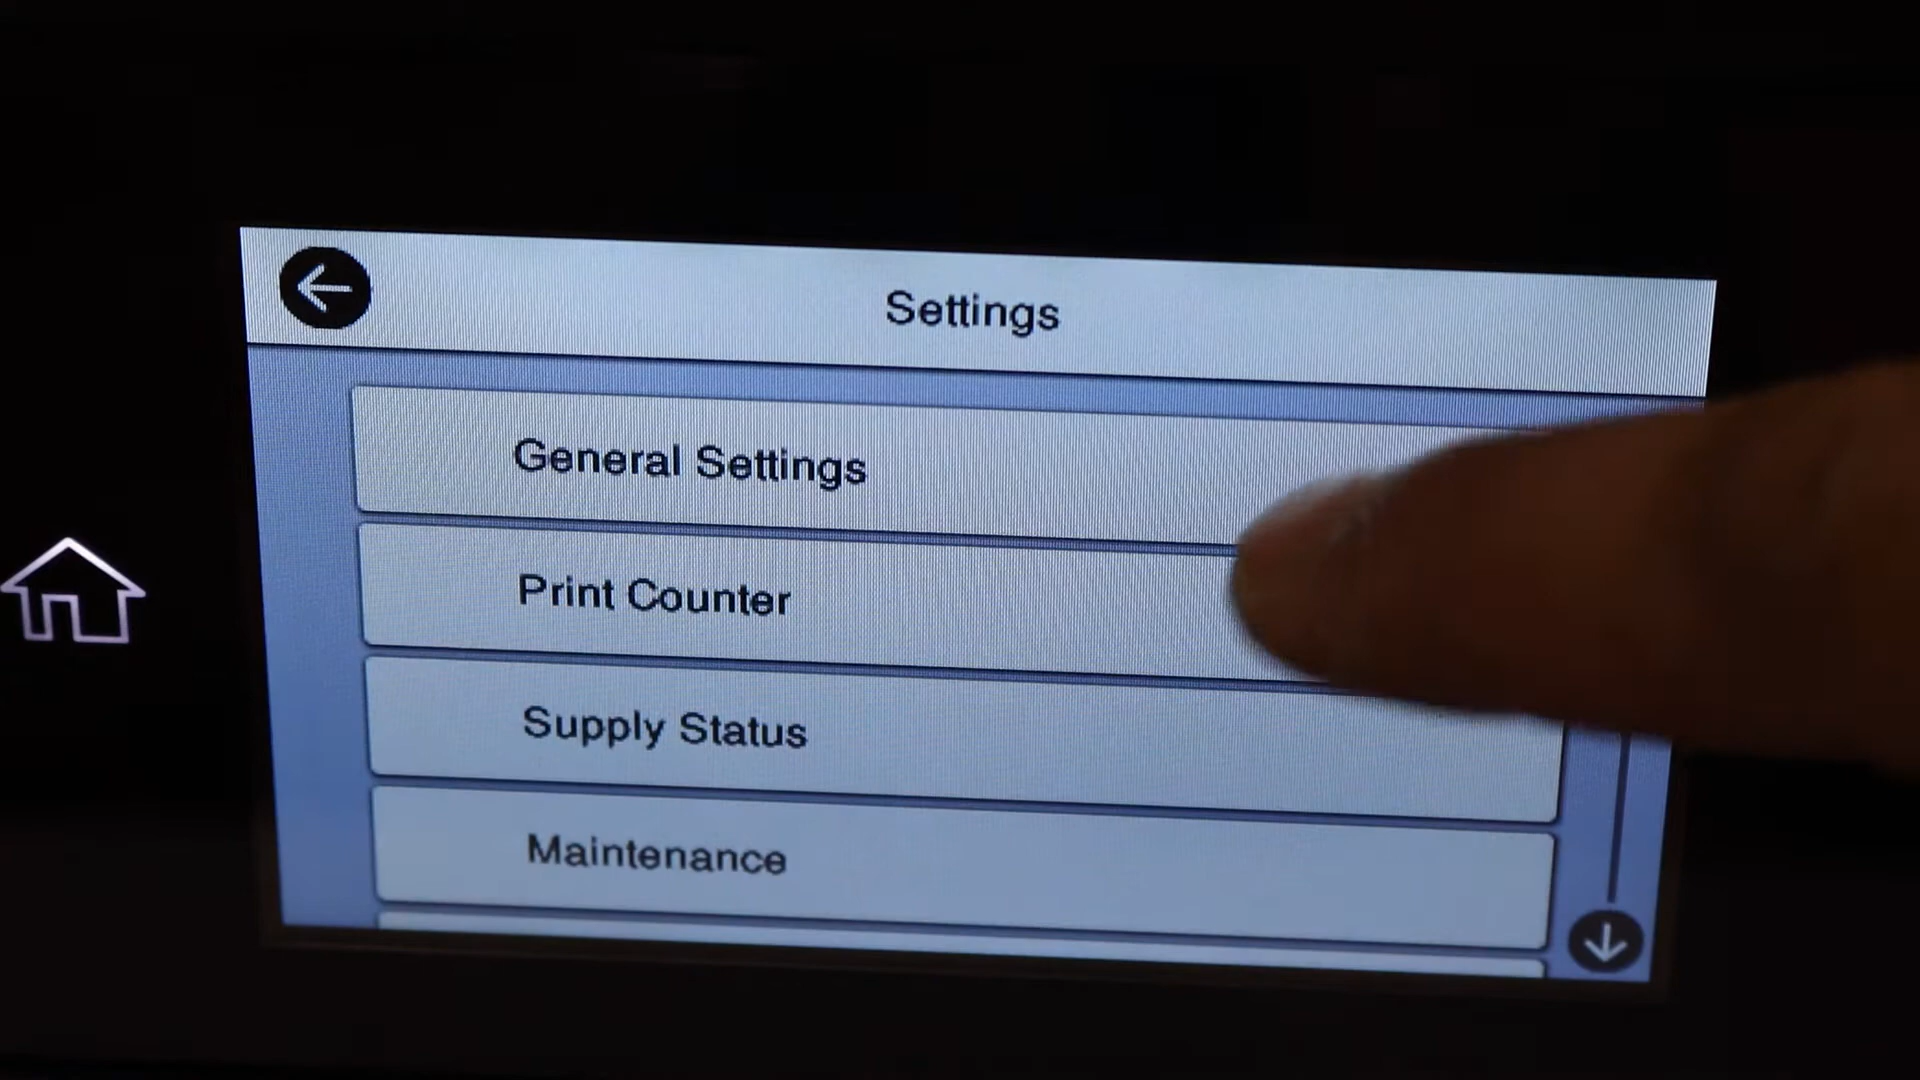 Settings
General Settings
Print Counter
Supply Status
Maintenance